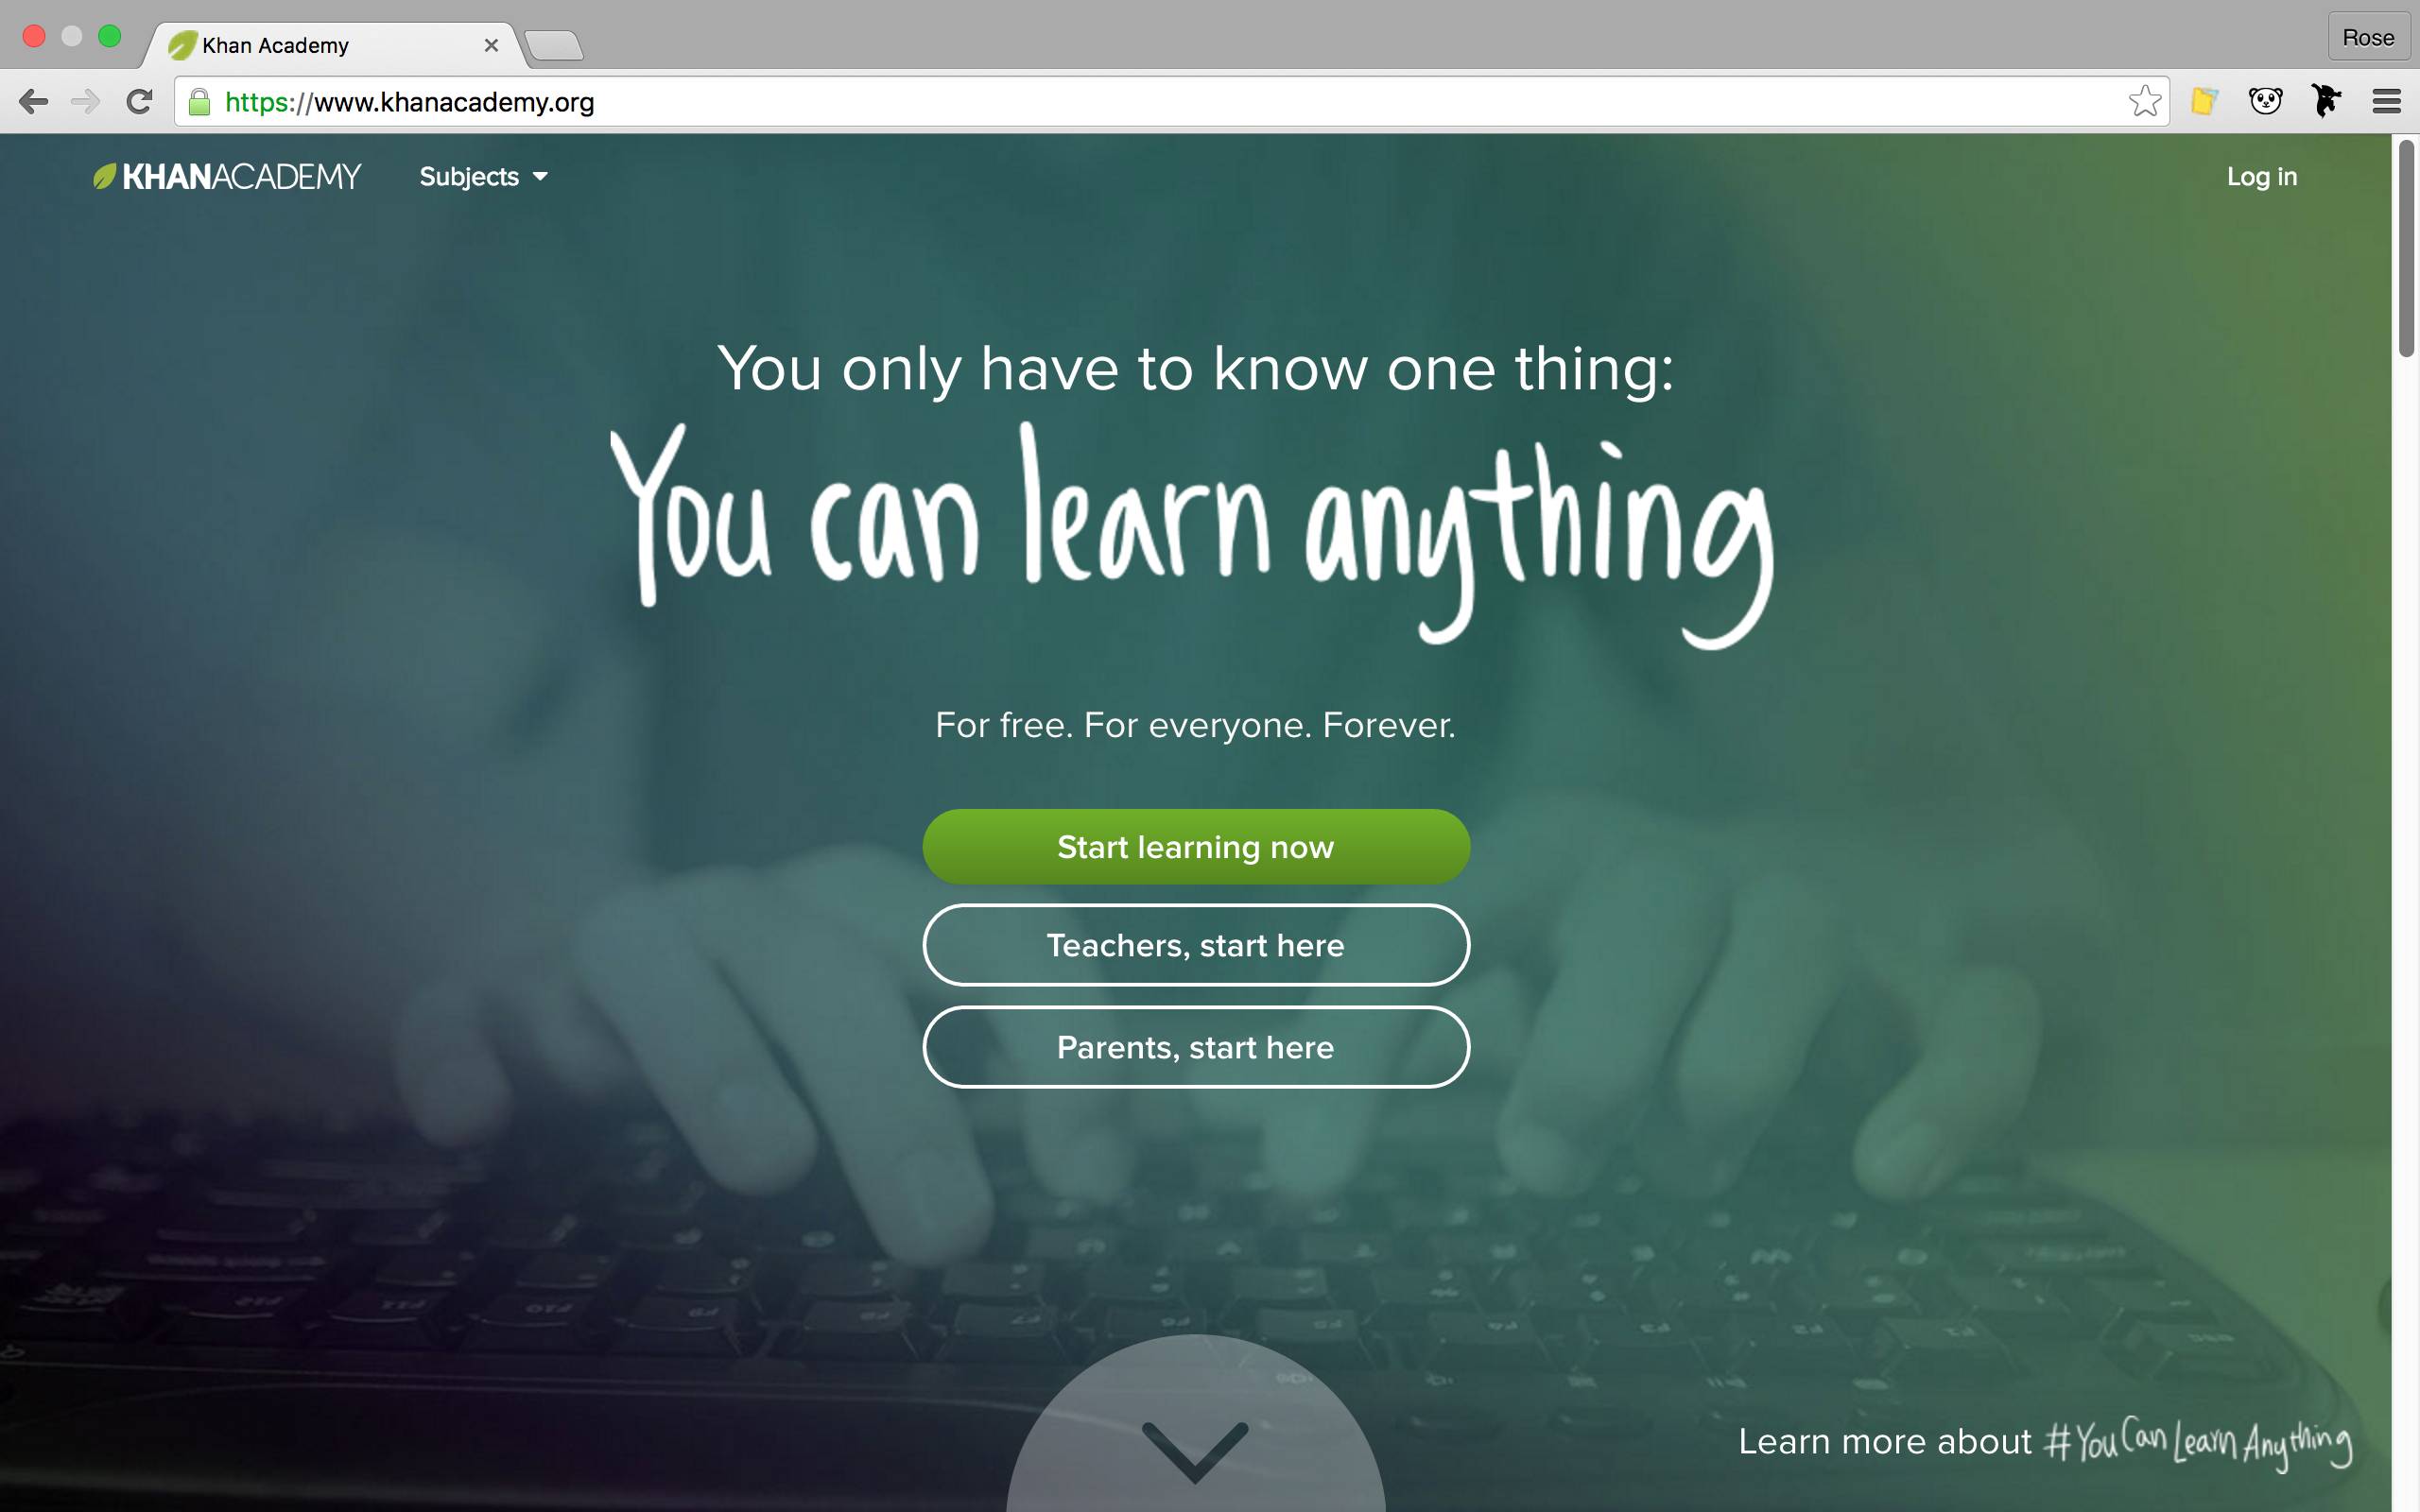 Khan Academy
Rose
https://www.khanacademy.org
KHANACADEMY
Subjects
Log in
You only have to know one thing:
You can learn anything
For free. For everyone. Forever.
Start learning now
Teachers, start here
Parents, start here
Learn more about #YouCanLearnAnything